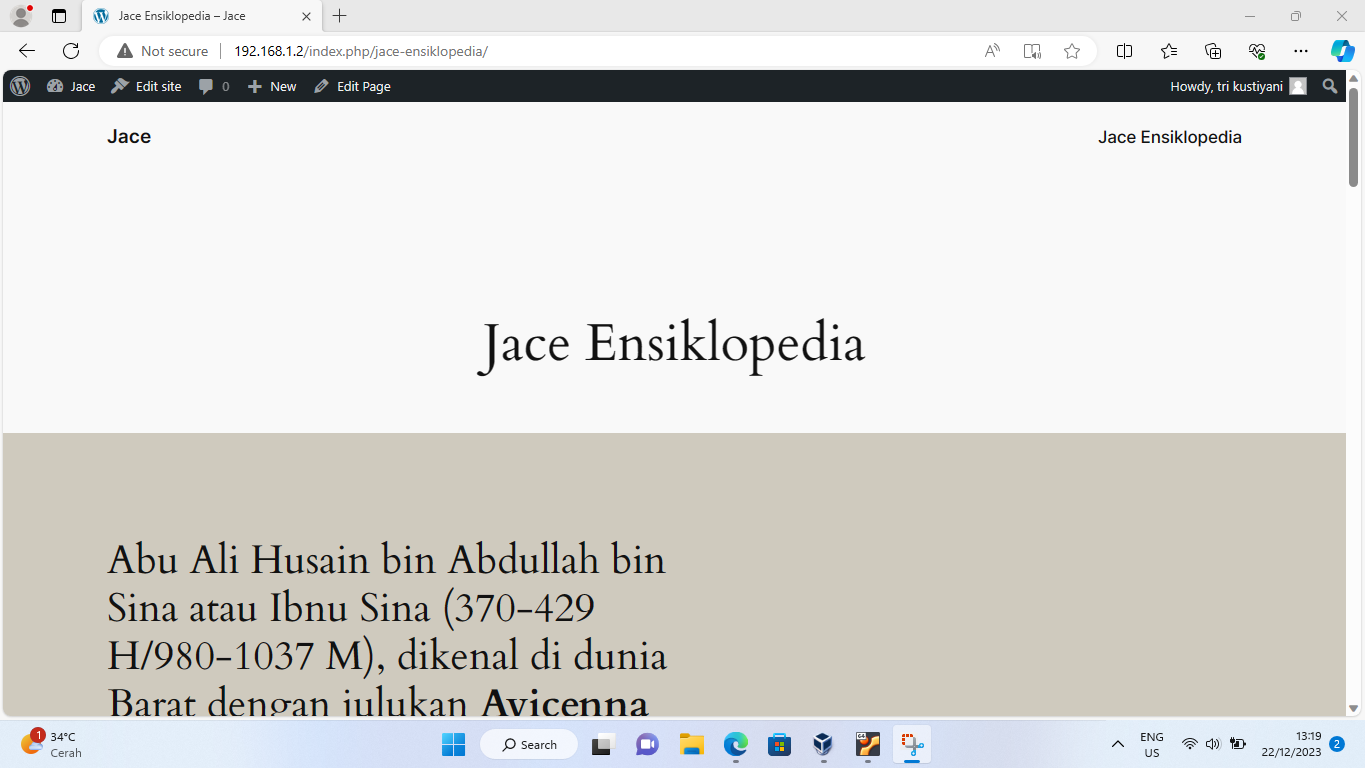 Jace Ensiklopedia – Jace
Not secure
192.168.1.2/index.php/jace-ensiklopedia/
Jace
Edit site
0
New
Edit Page
Howdy, tri kustiyani
Jace
Jace Ensiklopedia
Jace Ensiklopedia
Abu Ali Husain bin Abdullah bin
Sina atau Ibnu Sina (370-429
H/980-1037 M), dikenal di dunia
Barat dengan julukan Avicenna
1
34°C
Cerah
Search
ENG
US
13:19
22/12/2023
2